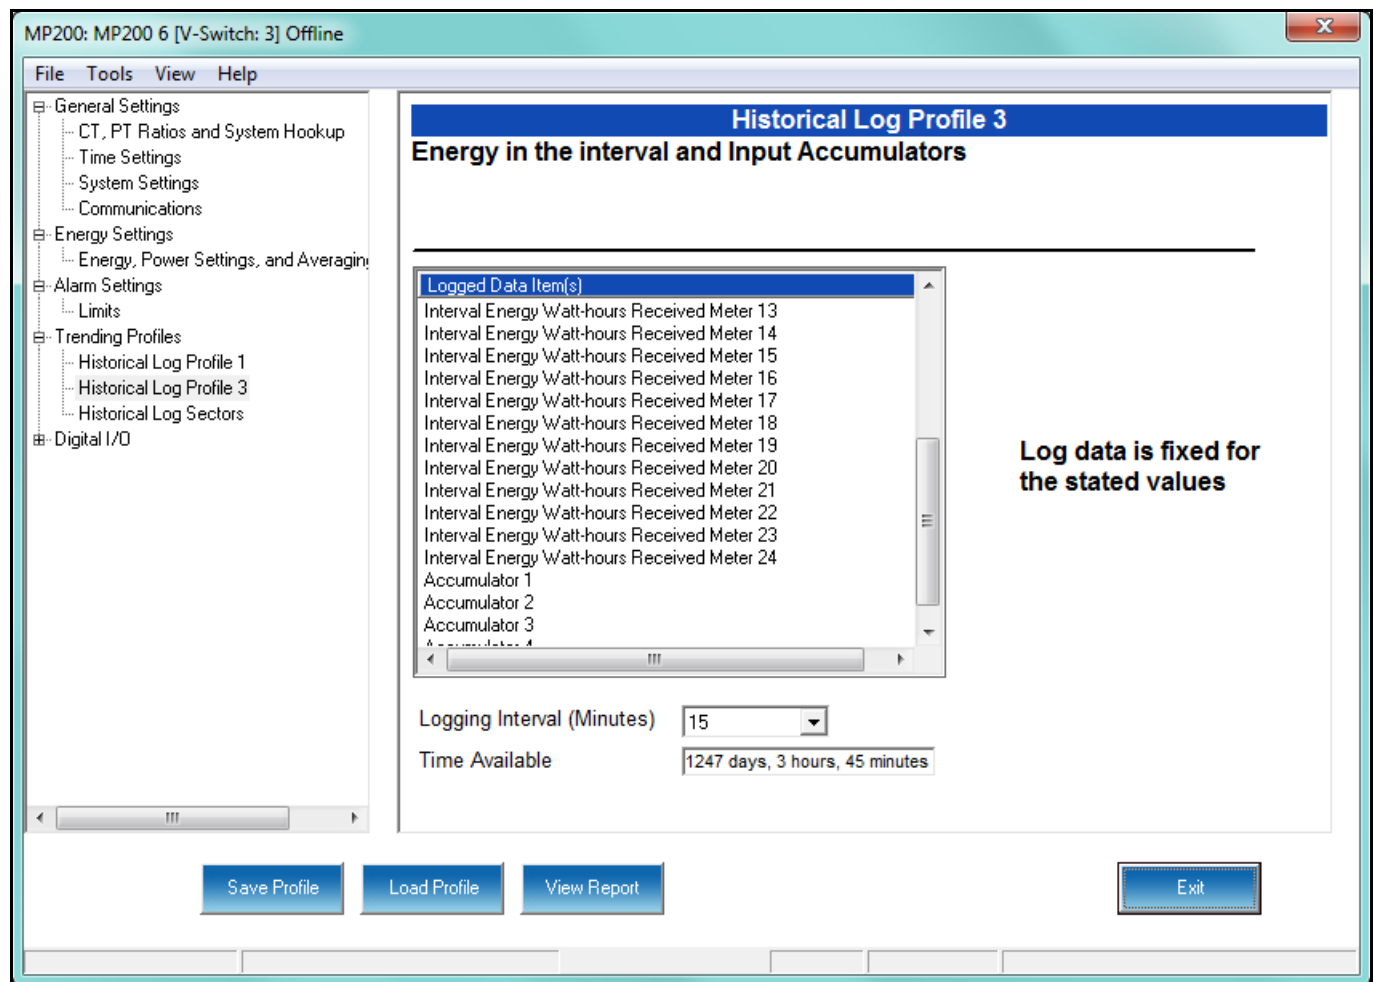 MP200: MP200 6 [V-Switch: 3] Offline
File Tools View Help
General Settings
CT, PT Ratios and System Hookup
Time Settings
System Settings
Communications
Energy Settings
Energy, Power Settings, and Averaging
Alarm Settings
Limits
Trending Profiles
Historical Log Profile 1
Historical Log Profile 3
Historical Log Sectors
Digital I/O
Historical Log Profile 3
Energy in the interval and Input Accumulators
Logged Data Item(s)
Interval Energy Watt-hours Received Meter 13
Interval Energy Watt-hours Received Meter 14
Interval Energy Watt-hours Received Meter 15
Interval Energy Watt-hours Received Meter 16
Interval Energy Watt-hours Received Meter 17
Interval Energy Watt-hours Received Meter 18
Interval Energy Watt-hours Received Meter 19
Interval Energy Watt-hours Received Meter 20
Interval Energy Watt-hours Received Meter 21
Interval Energy Watt-hours Received Meter 22
Interval Energy Watt-hours Received Meter 23
Interval Energy Watt-hours Received Meter 24
Accumulator 1
Accumulator 2
Accumulator 3
Accumulator 4
Log data is fixed for
the stated values
Logging Interval (Minutes) 15
Time Available 1247 days, 3 hours, 45 minutes
Save Profile Load Profile View Report Exit